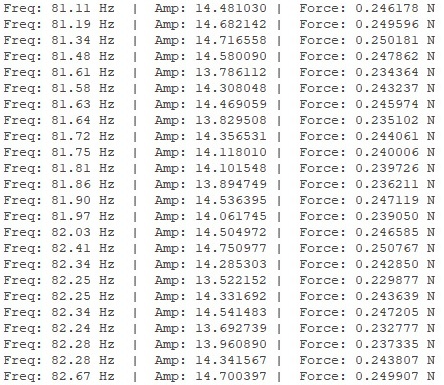 Freq: 81.11 Hz | Amp: 14.481030 | Force: 0.246178 N
Freq: 81.19 Hz | Amp: 14.682142 | Force: 0.249596 N
Freq: 81.34 Hz | Amp: 14.716558 | Force: 0.250181 N
Freq: 81.48 Hz | Amp: 14.580090 | Force: 0.247862 N
Freq: 81.61 Hz | Amp: 13.786112 | Force: 0.234364 N
Freq: 81.58 Hz | Amp: 14.308048 | Force: 0.243237 N
Freq: 81.63 Hz | Amp: 14.469059 | Force: 0.245974 N
Freq: 81.64 Hz | Amp: 13.829508 | Force: 0.235102 N
Freq: 81.72 Hz | Amp: 14.356531 | Force: 0.244061 N
Freq: 81.75 Hz | Amp: 14.118010 | Force: 0.240006 N
Freq: 81.81 Hz | Amp: 14.101548 | Force: 0.239726 N
Freq: 81.86 Hz | Amp: 13.894749 | Force: 0.236211 N
Freq: 81.90 Hz | Amp: 14.536395 | Force: 0.247119 N
Freq: 81.97 Hz | Amp: 14.061745 | Force: 0.239050 N
Freq: 82.03 Hz | Amp: 14.504972 | Force: 0.246585 N
Freq: 82.41 Hz | Amp: 14.750977 | Force: 0.250767 N
Freq: 82.34 Hz | Amp: 14.285303 | Force: 0.242850 N
Freq: 82.25 Hz | Amp: 13.522152 | Force: 0.229877 N
Freq: 82.25 Hz | Amp: 14.331692 | Force: 0.243639 N
Freq: 82.34 Hz | Amp: 14.541483 | Force: 0.247205 N
Freq: 82.24 Hz | Amp: 13.692739 | Force: 0.232777 N
Freq: 82.28 Hz | Amp: 13.960890 | Force: 0.237335 N
Freq: 82.28 Hz | Amp: 14.341567 | Force: 0.243807 N
Freq: 82.67 Hz | Amp: 14.700397 | Force: 0.249907 N